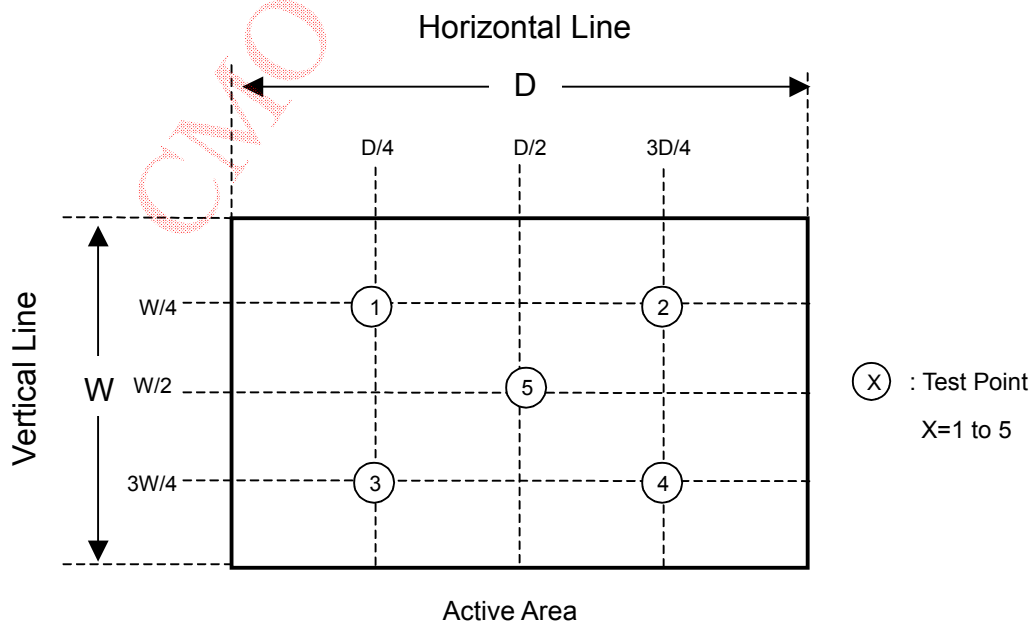 Horizontal Line
D
D/4 D/2 3D/4
CMO
Vertical Line
W
W/4
W/2
3W/4
1
2
5
3
4
X : Test Point
X=1 to 5
Active Area